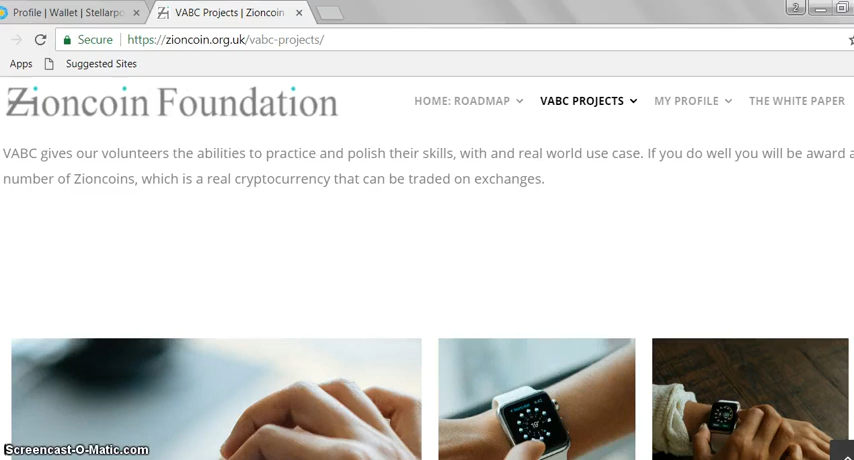 Profile | Wallet | Stellarpo
VABC Projects | Zioncoin
2
Secure
https://zioncoin.org.uk/vabc-projects/
Apps
Suggested Sites
Zioncoin Foundation
HOME: ROADMAP
VABC PROJECTS
MY PROFILE
THE WHITE PAPER
VABC gives our volunteers the abilities to practice and polish their skills, with and real world use case. If you do well you will be award a
number of Zioncoins, which is a real cryptocurrency that can be traded on exchanges.
Screencast-O-Matic.com